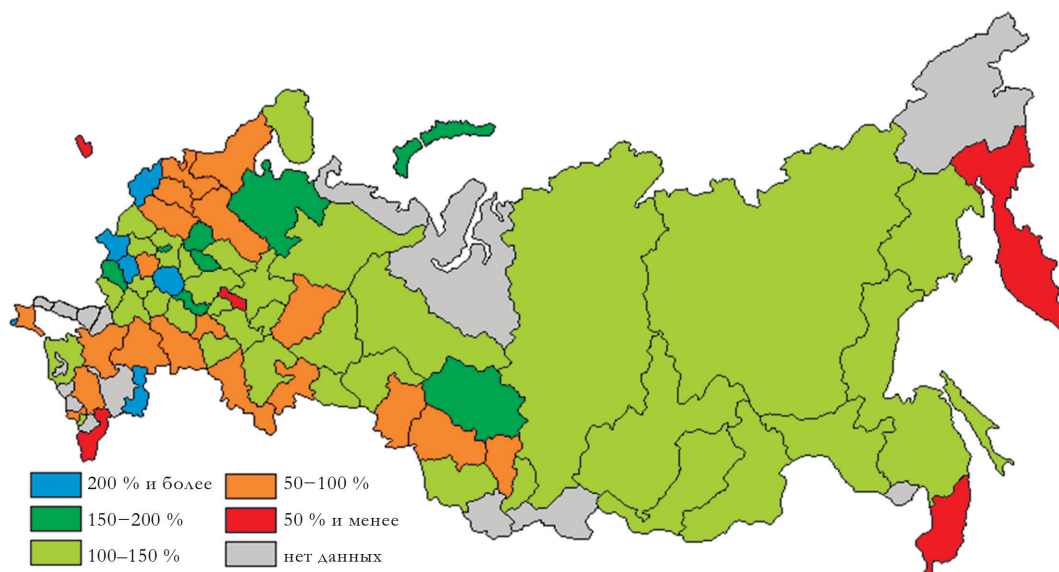 200 % и более
150–200 %
100–150 %
50–100 %
50 % и менее
нет данных